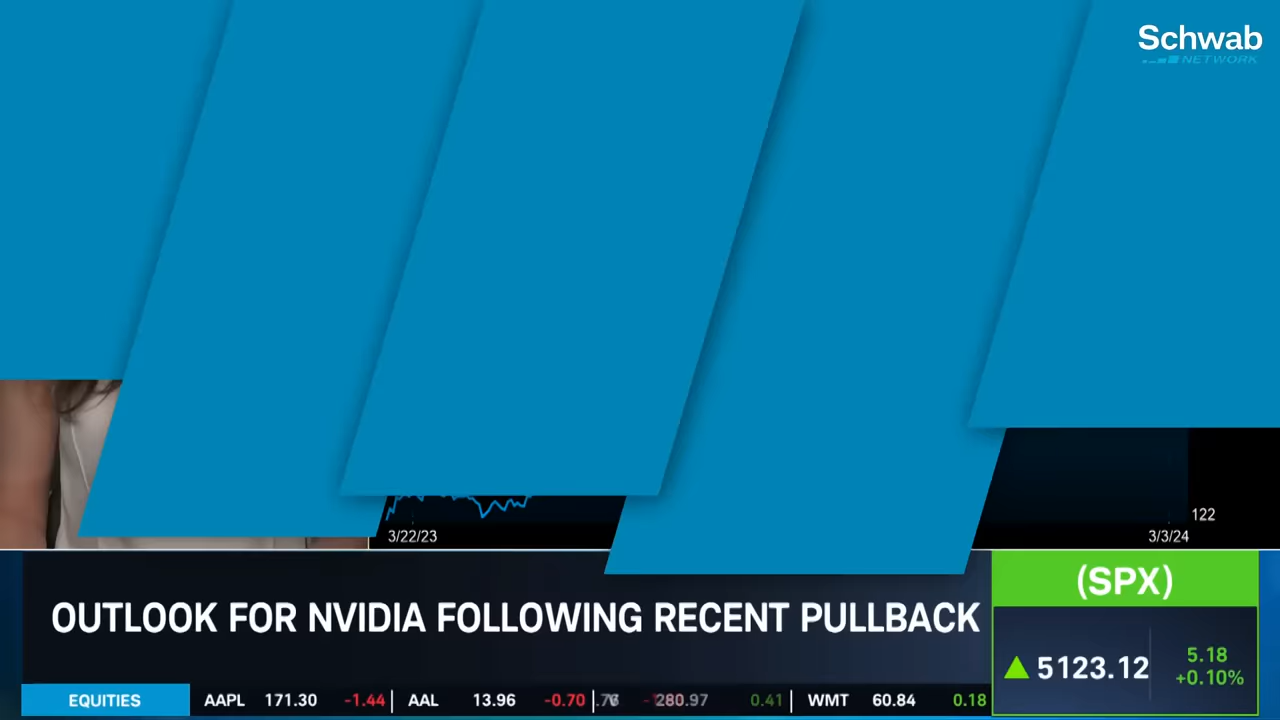 Schwab
NETWORK
122
3/22/23
3/3/24
(SPX)
OUTLOOK FOR NVIDIA FOLLOWING RECENT PULLBACK
5123.12
5.18
+0.10%
EQUITIES AAPL 171.30 -1.44 AAL 13.96 -0.70 280.97 0.41 WMT 60.84 0.18